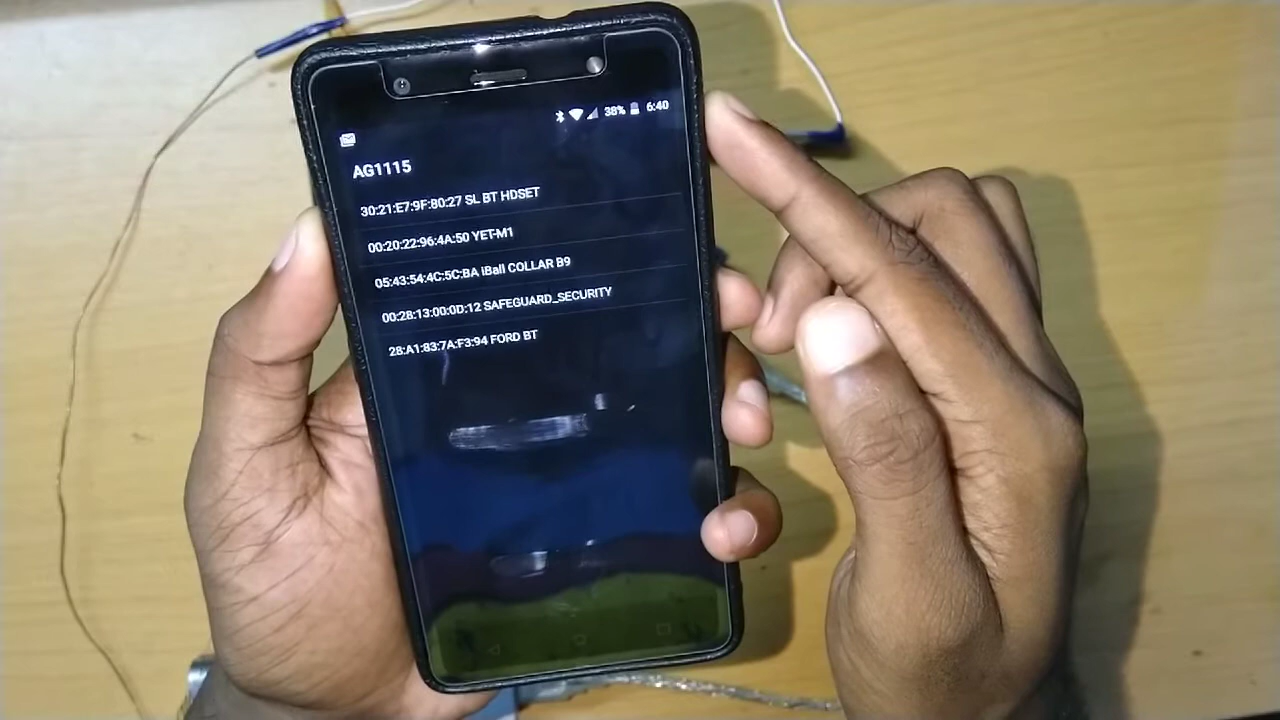 38% 6:40
AG1115
30:21:E7:9F:80:27 SL BT HDSET
00:20:22:96:4A:50 YET-M1
05:43:54:4C:5C:BA iBall COLLAR B9
00:28:13:00:0D:12 SAFEGUARD_SECURITY
28:A1:83:7A:F3:94 FORD BT